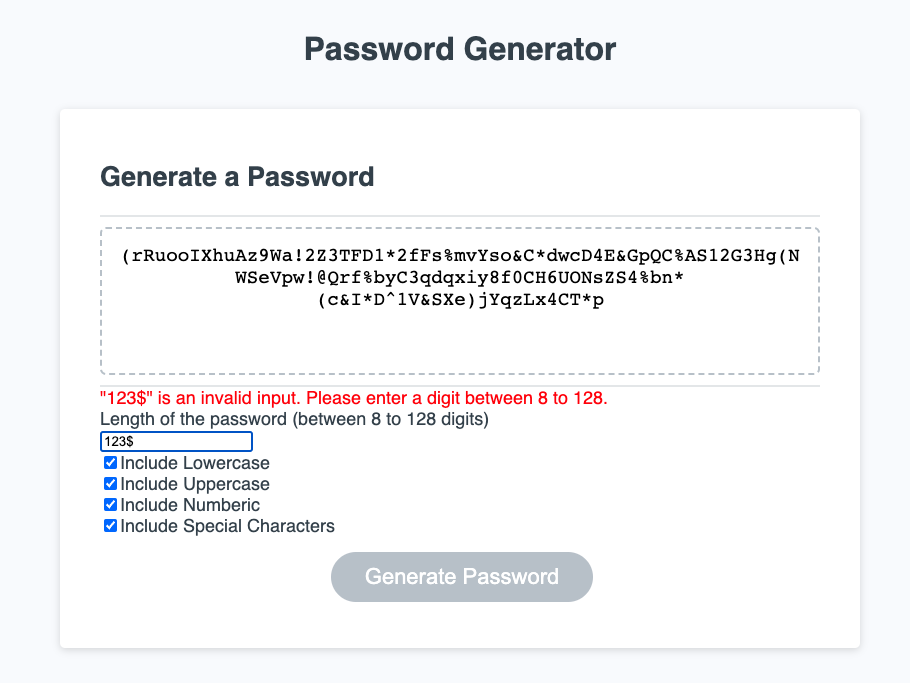 Password Generator
Generate a Password
(rRuooIXhuAz9Wa!2Z3TFD1*2fFs%mvYso&C*dwcD4E&GpQC%AS12G3Hg(N
WSeVpw!@Qrf%byC3qdqxiy8f0CH6UONsZS4%bn*
(c&I*D^1V&SXe)jYqzLx4CT*p
"123$" is an invalid input. Please enter a digit between 8 to 128.
Length of the password (between 8 to 128 digits)
123$
Include Lowercase
Include Uppercase
Include Numberic
Include Special Characters
Generate Password